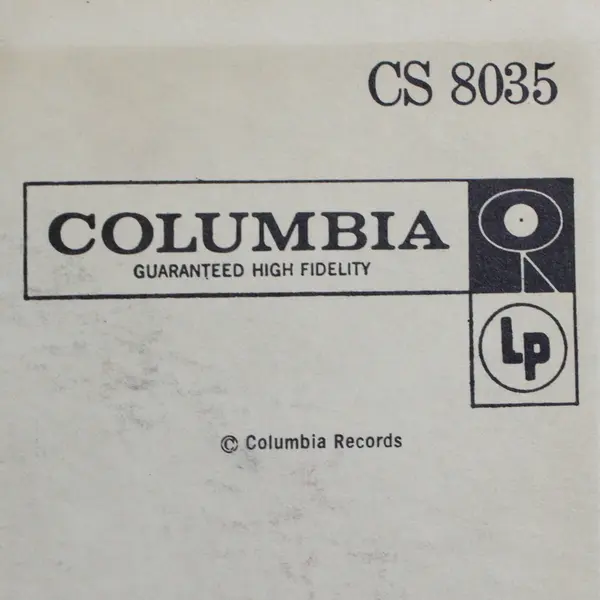 CS 8035
COLUMBIA
GUARANTEED HIGH FIDELITY
Lp
© Columbia Records